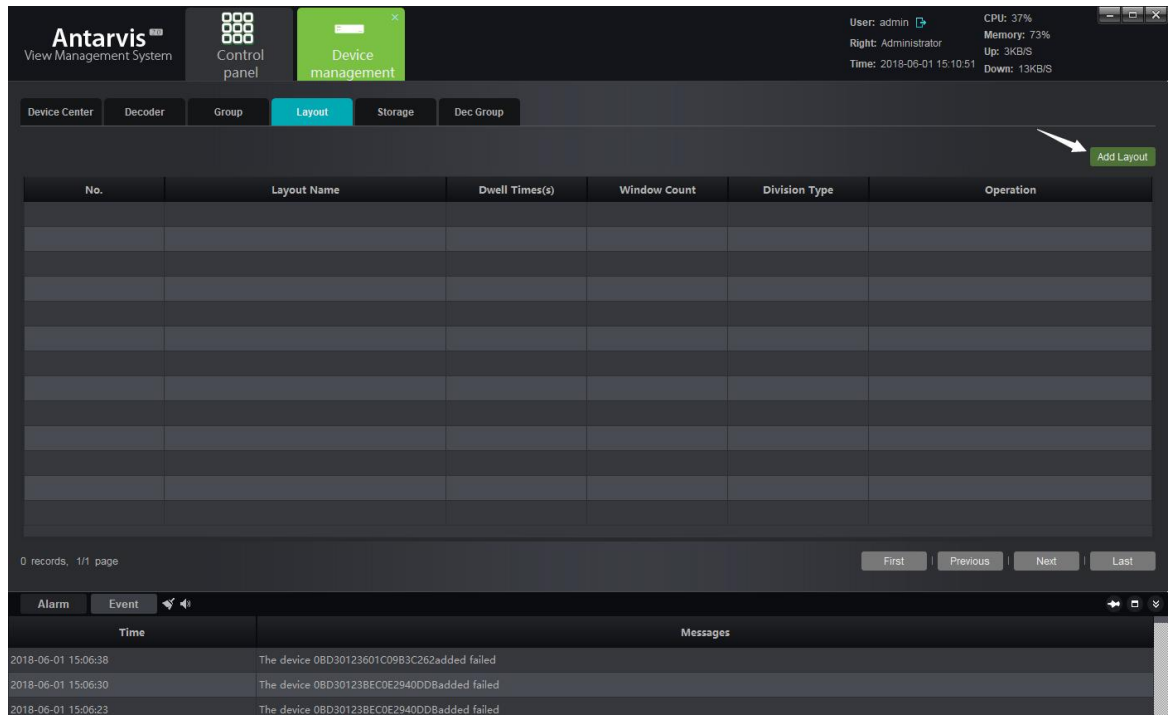 Antarvis 2.0
View Management System
Control
panel
Device
management
User: admin
Right: Administrator
Time: 2018-06-01 15:10:51
CPU: 37%
Memory: 73%
Up: 3KB/S
Down: 13KB/S
Device Center Decoder Group Layout Storage Dec Group
Add Layout
No. Layout Name Dwell Times(s) Window Count Division Type Operation
0 records, 1/1 page
First | Previous | Next | Last
Alarm Event
Time Messages
2018-06-01 15:06:38 The device 0BD30123601C09B3C262added failed
2018-06-01 15:06:30 The device 0BD30123BEC0E2940DDBadded failed
2018-06-01 15:06:23 The device 0BD30123BEC0E2940DDBadded failed